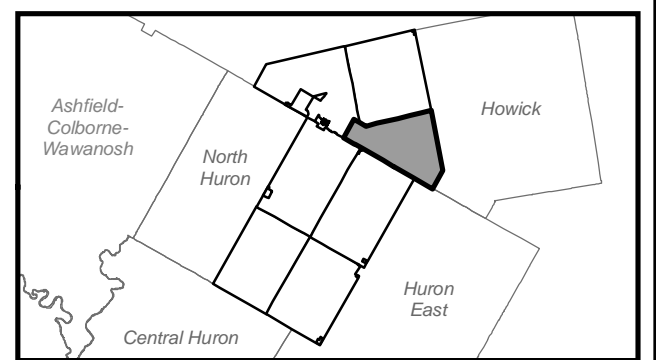 Ashfield-
Colborne-
Wawanosh
North
Huron
Howick
Huron
East
Central Huron